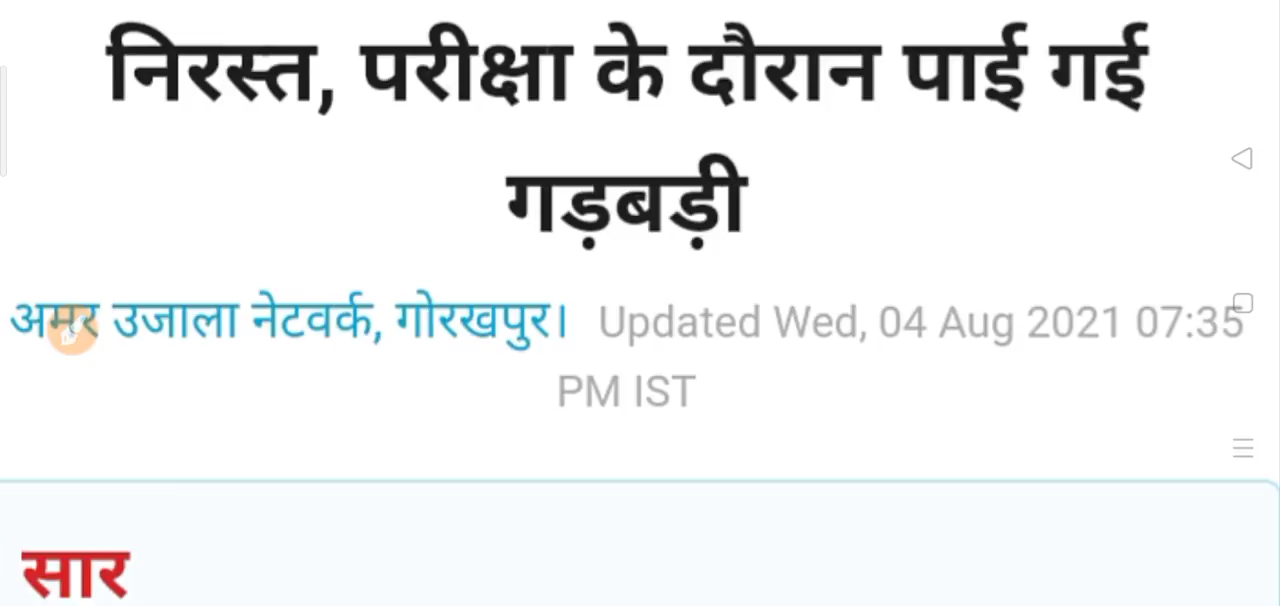 निरस्त, परीक्षा के दौरान पाई गई
गड़बड़ी
अमर उजाला नेटवर्क, गोरखपुर। Updated Wed, 04 Aug 2021 07:35
PM IST
सार